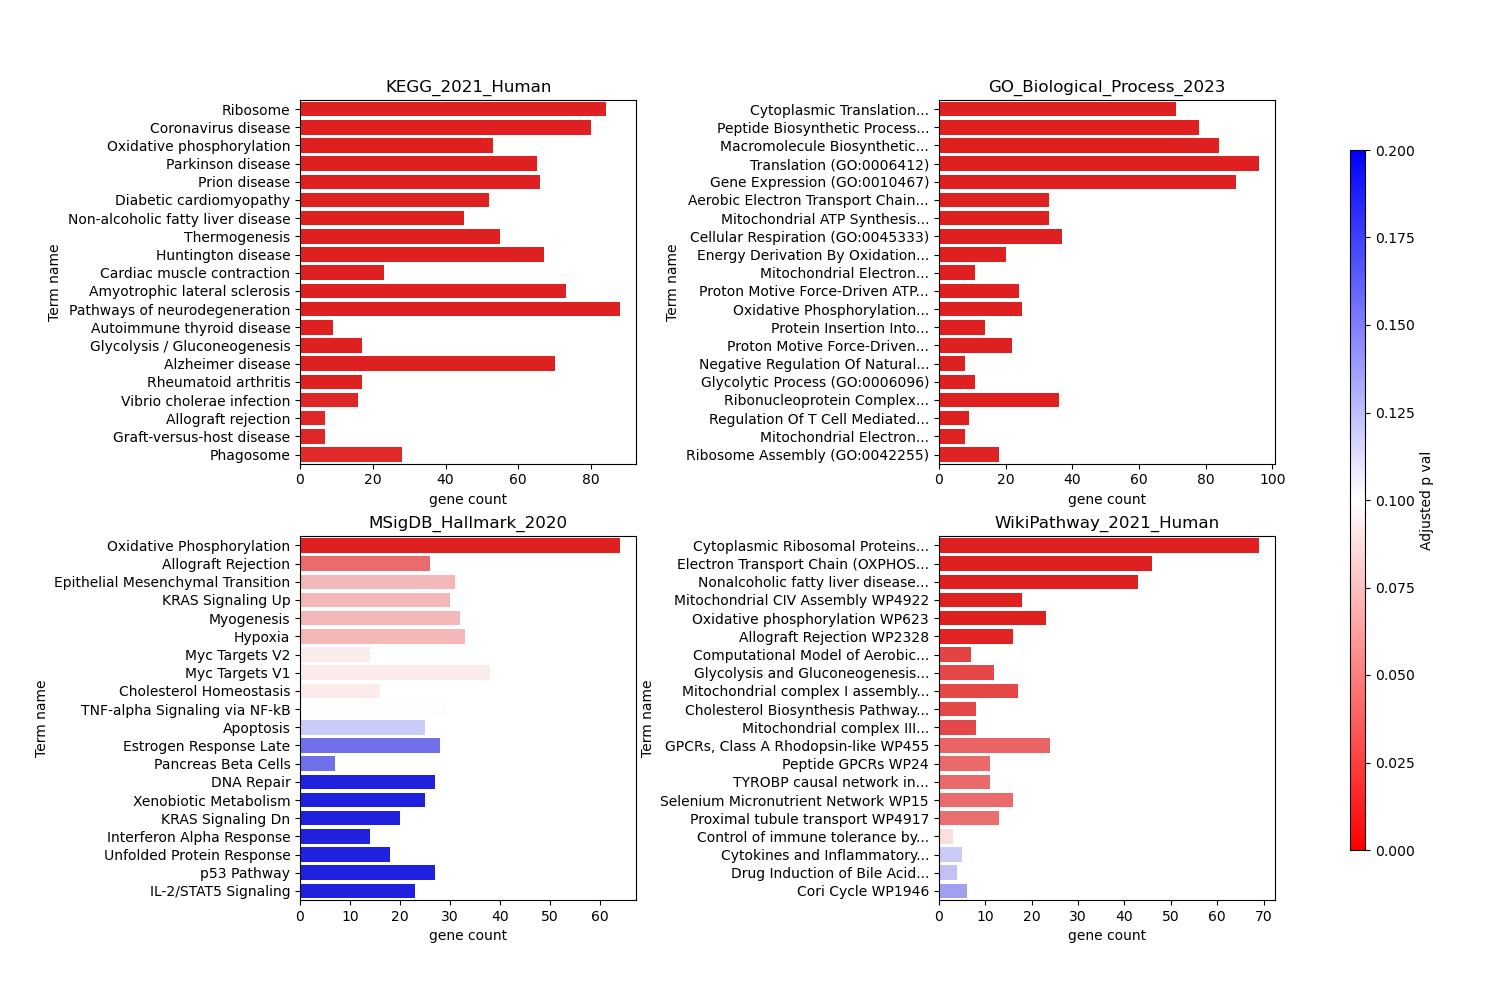 KEGG_2021_Human
Term name
Ribosome
Coronavirus disease
Oxidative phosphorylation
Parkinson disease
Prion disease
Diabetic cardiomyopathy
Non-alcoholic fatty liver disease
Thermogenesis
Huntington disease
Cardiac muscle contraction
Amyotrophic lateral sclerosis
Pathways of neurodegeneration
Autoimmune thyroid disease
Glycolysis / Gluconeogenesis
Alzheimer disease
Rheumatoid arthritis
Vibrio cholerae infection
Allograft rejection
Graft-versus-host disease
Phagosome
0 20 40 60 80
gene count
GO_Biological_Process_2023
Term name
Cytoplasmic Translation...
Peptide Biosynthetic Process...
Macromolecule Biosynthetic...
Translation (GO:0006412)
Gene Expression (GO:0010467)
Aerobic Electron Transport Chain...
Mitochondrial ATP Synthesis...
Cellular Respiration (GO:0045333)
Energy Derivation By Oxidation...
Mitochondrial Electron...
Proton Motive Force-Driven ATP...
Oxidative Phosphorylation...
Protein Insertion Into...
Proton Motive Force-Driven...
Negative Regulation Of Natural...
Glycolytic Process (GO:0006096)
Ribonucleoprotein Complex...
Regulation Of T Cell Mediated...
Mitochondrial Electron...
Ribosome Assembly (GO:0042255)
0 20 40 60 80 100
gene count
MSigDB_Hallmark_2020
Term name
Oxidative Phosphorylation
Allograft Rejection
Epithelial Mesenchymal Transition
KRAS Signaling Up
Myogenesis
Hypoxia
Myc Targets V2
Myc Targets V1
Cholesterol Homeostasis
TNF-alpha Signaling via NF-kB
Apoptosis
Estrogen Response Late
Pancreas Beta Cells
DNA Repair
Xenobiotic Metabolism
KRAS Signaling Dn
Interferon Alpha Response
Unfolded Protein Response
p53 Pathway
IL-2/STAT5 Signaling
0 10 20 30 40 50 60
gene count
WikiPathway_2021_Human
Term name
Cytoplasmic Ribosomal Proteins...
Electron Transport Chain (OXPHOS...
Nonalcoholic fatty liver disease...
Mitochondrial CIV Assembly WP4922
Oxidative phosphorylation WP623
Allograft Rejection WP2328
Computational Model of Aerobic...
Glycolysis and Gluconeogenesis...
Mitochondrial complex I assembly...
Cholesterol Biosynthesis Pathway...
Mitochondrial complex III...
GPCRs, Class A Rhodopsin-like WP455
Peptide GPCRs WP24
TYROBP causal network in...
Selenium Micronutrient Network WP15
Proximal tubule transport WP4917
Control of immune tolerance by...
Cytokines and Inflammatory...
Drug Induction of Bile Acid...
Cori Cycle WP1946
0 10 20 30 40 50 60 70
gene count
0.200
0.175
0.150
0.125
0.100
0.075
0.050
0.025
0.000
Adjusted p val